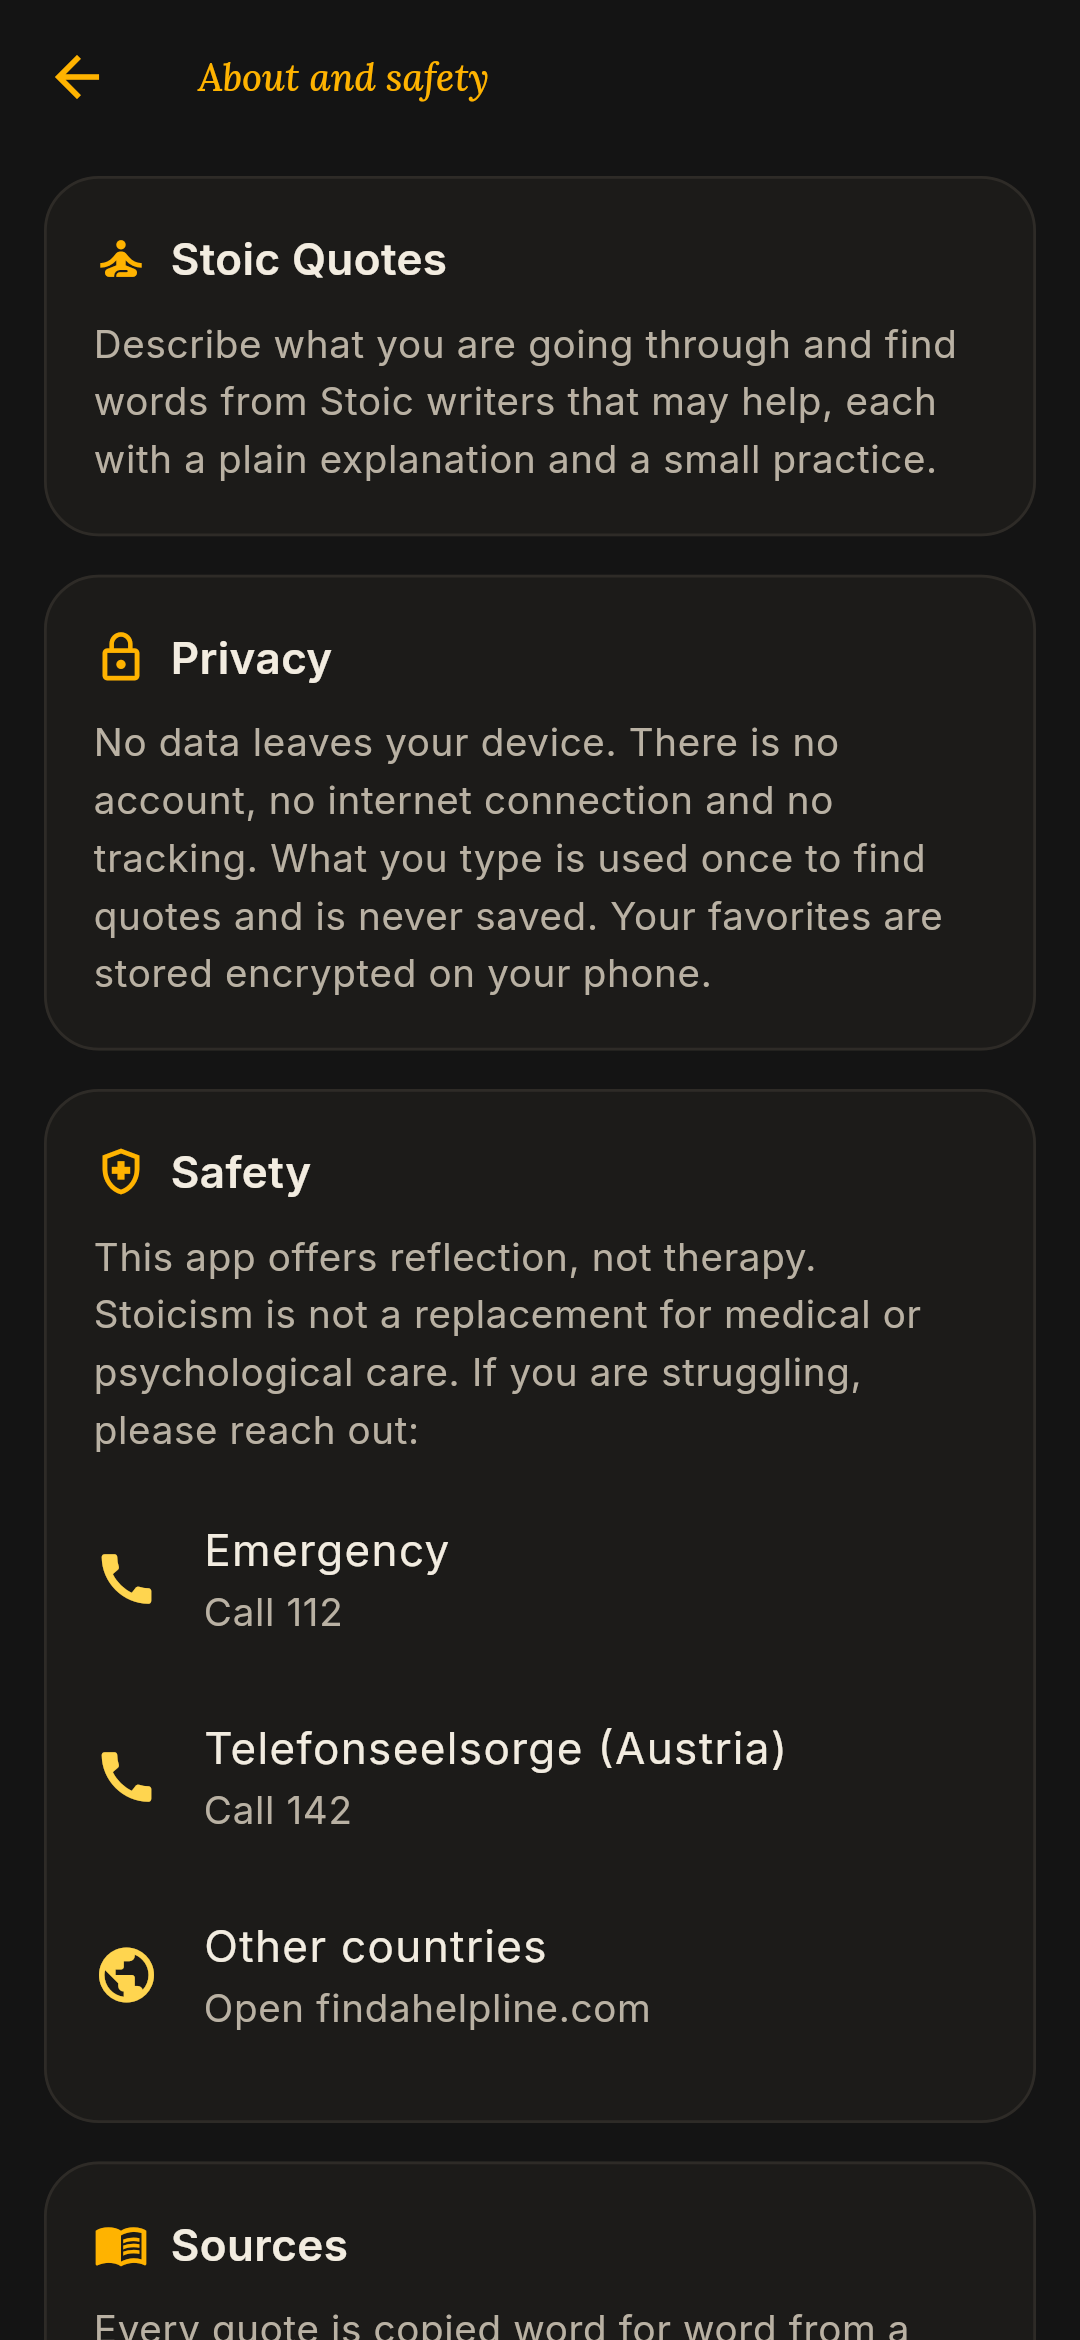 About and safety
Stoic Quotes
Describe what you are going through and find
words from Stoic writers that may help, each
with a plain explanation and a small practice.
Privacy
No data leaves your device. There is no
account, no internet connection and no
tracking. What you type is used once to find
quotes and is never saved. Your favorites are
stored encrypted on your phone.
Safety
This app offers reflection, not therapy.
Stoicism is not a replacement for medical or
psychological care. If you are struggling,
please reach out:
Emergency
Call 112
Telefonseelsorge (Austria)
Call 142
Other countries
Open findahelpline.com
Sources
Every quote is copied word for word from a